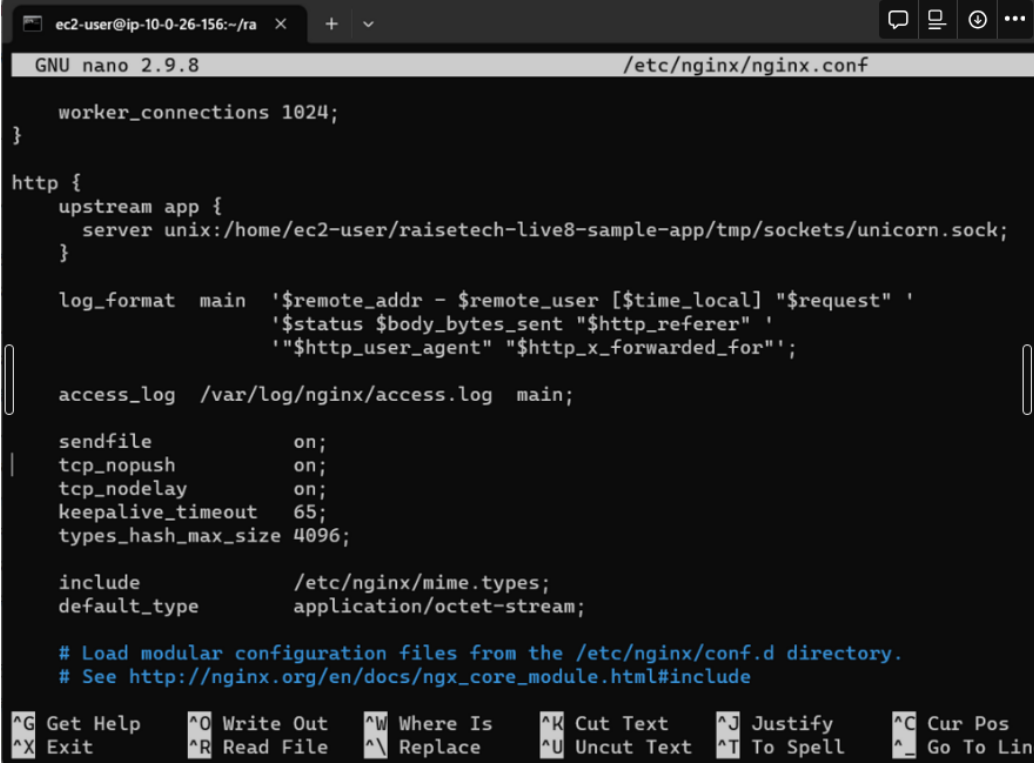 ec2-user@ip-10-0-26-156:~/ra × + ⌄
GNU nano 2.9.8 /etc/nginx/nginx.conf
worker_connections 1024;
}
http {
upstream app {
server unix:/home/ec2-user/raisetech-live8-sample-app/tmp/sockets/unicorn.sock;
}
log_format main '$remote_addr - $remote_user [$time_local] "$request" '
'$status $body_bytes_sent "$http_referer" '
'"$http_user_agent" "$http_x_forwarded_for"';
access_log /var/log/nginx/access.log main;
sendfile on;
tcp_nopush on;
tcp_nodelay on;
keepalive_timeout 65;
types_hash_max_size 4096;
include /etc/nginx/mime.types;
default_type application/octet-stream;
# Load modular configuration files from the /etc/nginx/conf.d directory.
# See http://nginx.org/en/docs/ngx_core_module.html#include
^G Get Help ^O Write Out ^W Where Is ^K Cut Text ^J Justify ^C Cur Pos
^X Exit ^R Read File ^\ Replace ^U Uncut Text ^T To Spell ^_ Go To Lin